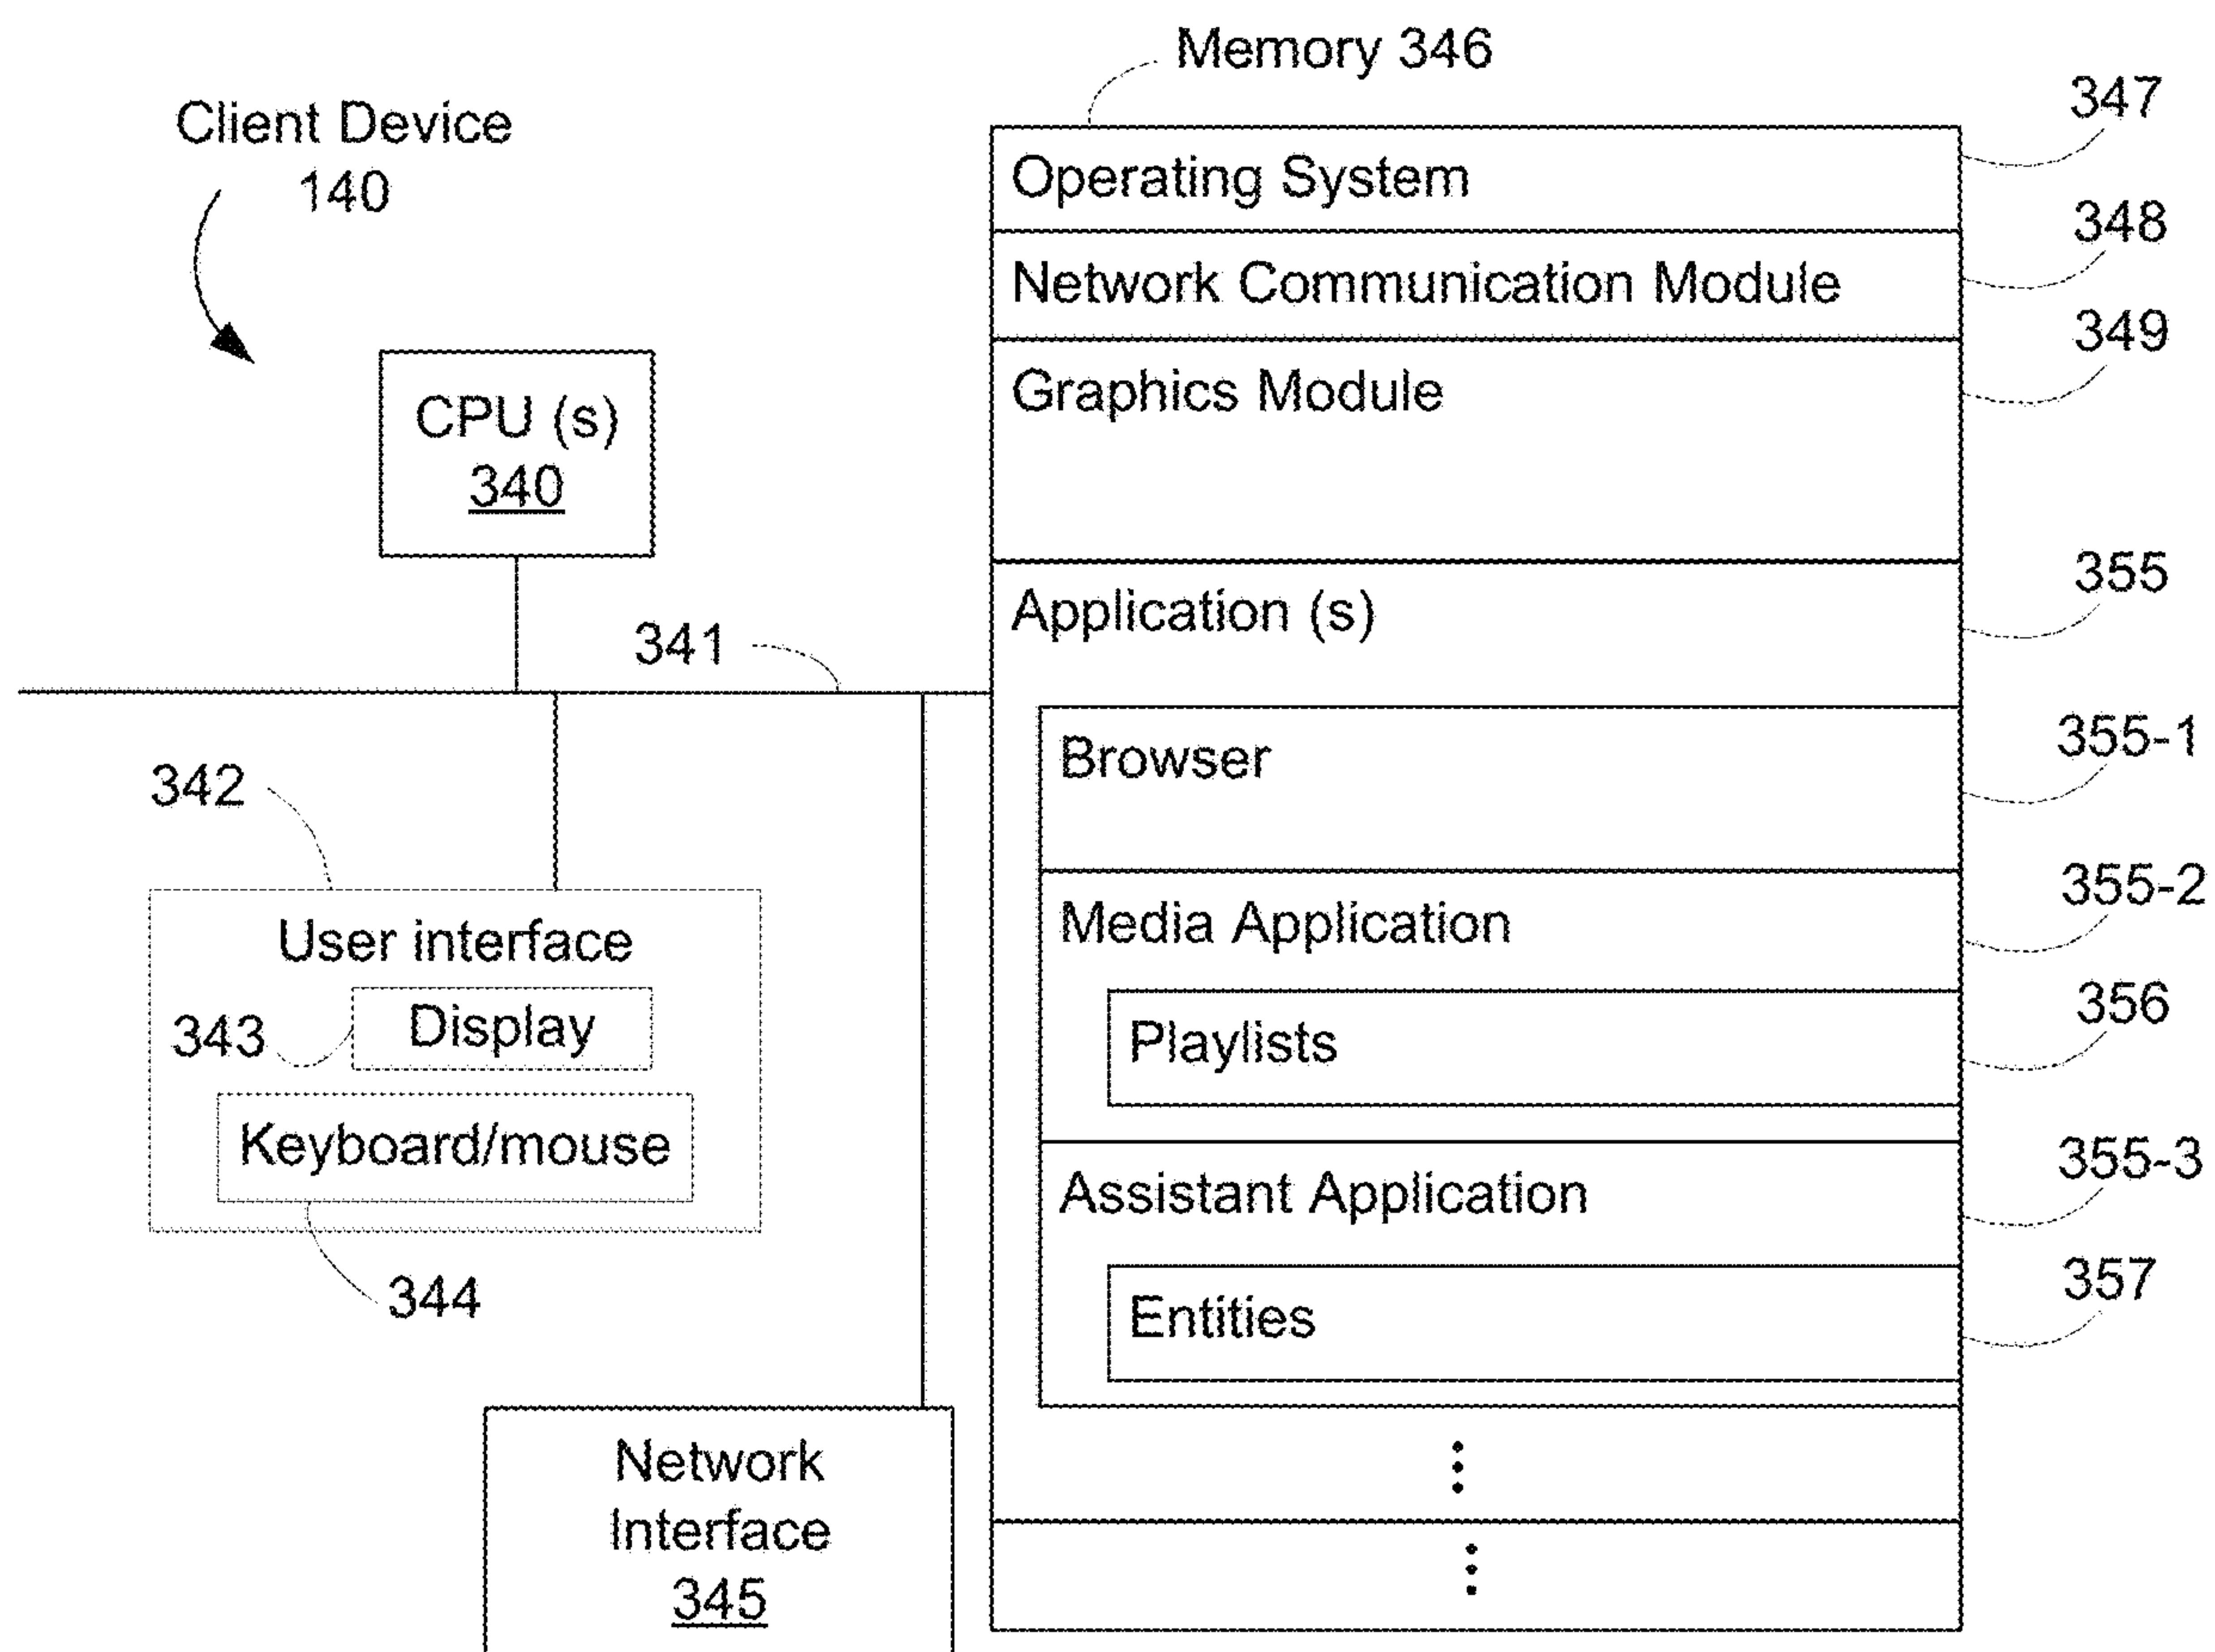 Memory 346
Client Device
140
347
Operating System
348
Network Communication Module
349
Graphics Module
CPU (s)
340
355
Application (s)
341
355-1
Browser
342
355-2
Media Application
User interface
356
343
Display
Playlists
Keyboard/mouse
355-3
Assistant Application
344
357
Entities
Network
Interface
345